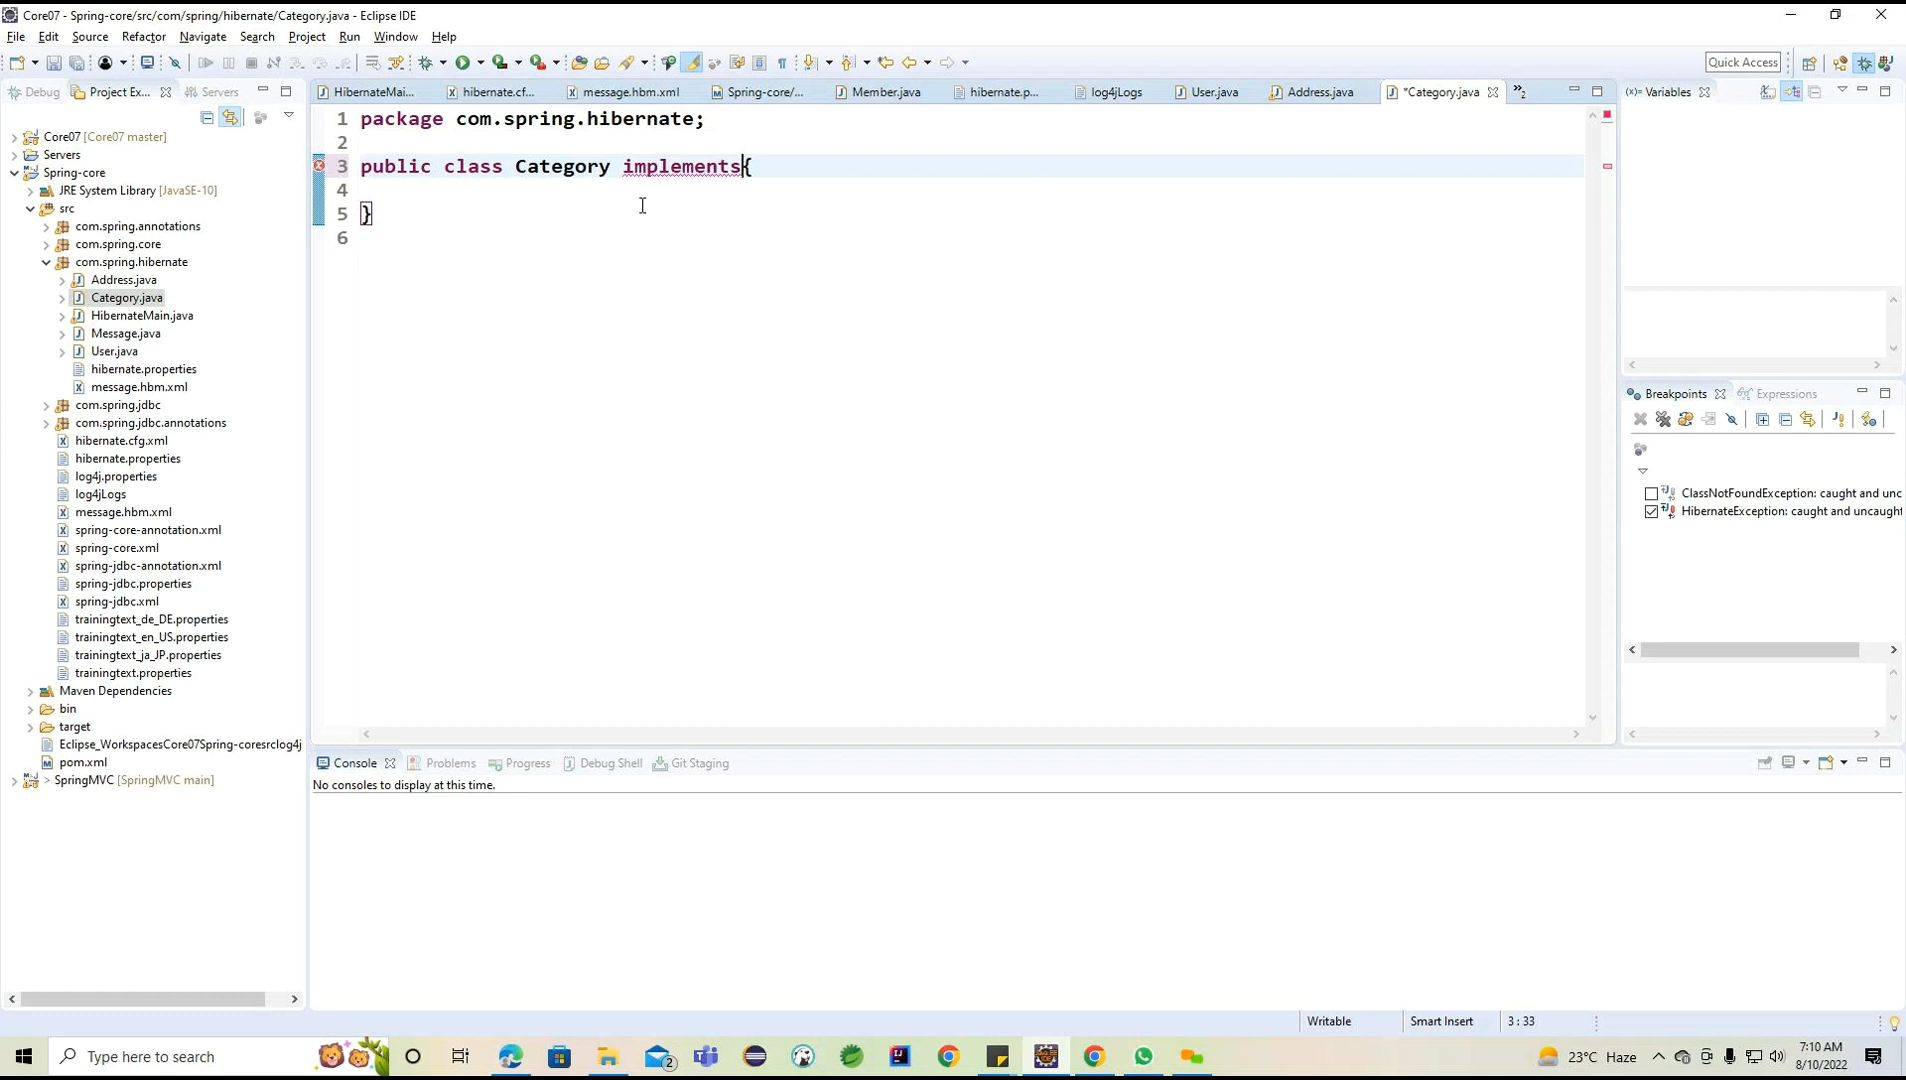 Core07 - Spring-core/src/com/spring/hibernate/Category.java - Eclipse IDE
File Edit Source Refactor Navigate Search Project Run Window Help
Quick Access
Debug
Project Ex...
Servers
HibernateMai...
hibernate.cf...
message.hbm.xml
Spring-core/...
Member.java
hibernate.p...
log4jLogs
User.java
Address.java
*Category.java
»2
(x)= Variables
Core07 [Core07 master]
Servers
Spring-core
JRE System Library [JavaSE-10]
src
com.spring.annotations
com.spring.core
com.spring.hibernate
Address.java
Category.java
HibernateMain.java
Message.java
User.java
hibernate.properties
message.hbm.xml
com.spring.jdbc
com.spring.jdbc.annotations
hibernate.cfg.xml
hibernate.properties
log4j.properties
log4jLogs
message.hbm.xml
spring-core-annotation.xml
spring-core.xml
spring-jdbc-annotation.xml
spring-jdbc.properties
spring-jdbc.xml
trainingtext_de_DE.properties
trainingtext_en_US.properties
trainingtext_ja_JP.properties
trainingtext.properties
Maven Dependencies
bin
target
Eclipse_WorkspacesCore07Spring-coresrclog4j
pom.xml
> SpringMVC [SpringMVC main]
1 package com.spring.hibernate;
2
3 public class Category implements{
4
5 }
6
Breakpoints
Expressions
ClassNotFoundException: caught and unc
HibernateException: caught and uncaught
Console
Problems
Progress
Debug Shell
Git Staging
No consoles to display at this time.
Writable
Smart Insert
3 : 33
Type here to search
2
23°C Haze
7:10 AM
8/10/2022